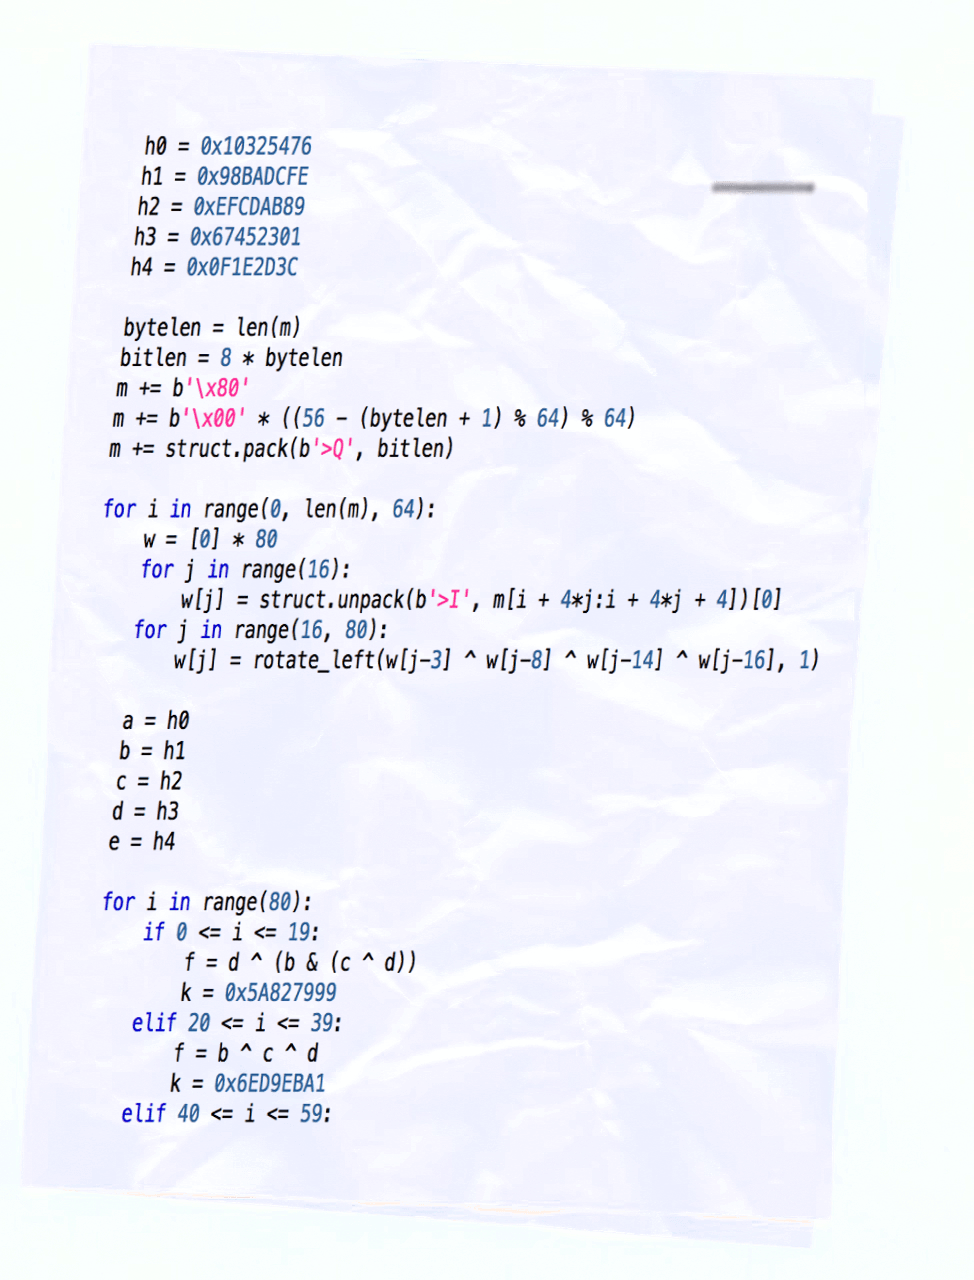 h0 = 0x10325476
h1 = 0x98BADCFE
h2 = 0xEFCDAB89
h3 = 0x67452301
h4 = 0x0F1E2D3C

bytelen = len(m)
bitlen = 8 * bytelen
m += b'\x80'
m += b'\x00' * ((56 - (bytelen + 1) % 64) % 64)
m += struct.pack(b'>Q', bitlen)

for i in range(0, len(m), 64):
    w = [0] * 80
    for j in range(16):
        w[j] = struct.unpack(b'>I', m[i + 4*j:i + 4*j + 4])[0]
    for j in range(16, 80):
        w[j] = rotate_left(w[j-3] ^ w[j-8] ^ w[j-14] ^ w[j-16], 1)

    a = h0
    b = h1
    c = h2
    d = h3
    e = h4

for i in range(80):
    if 0 <= i <= 19:
        f = d ^ (b & (c ^ d))
        k = 0x5A827999
    elif 20 <= i <= 39:
        f = b ^ c ^ d
        k = 0x6ED9EBA1
    elif 40 <= i <= 59: